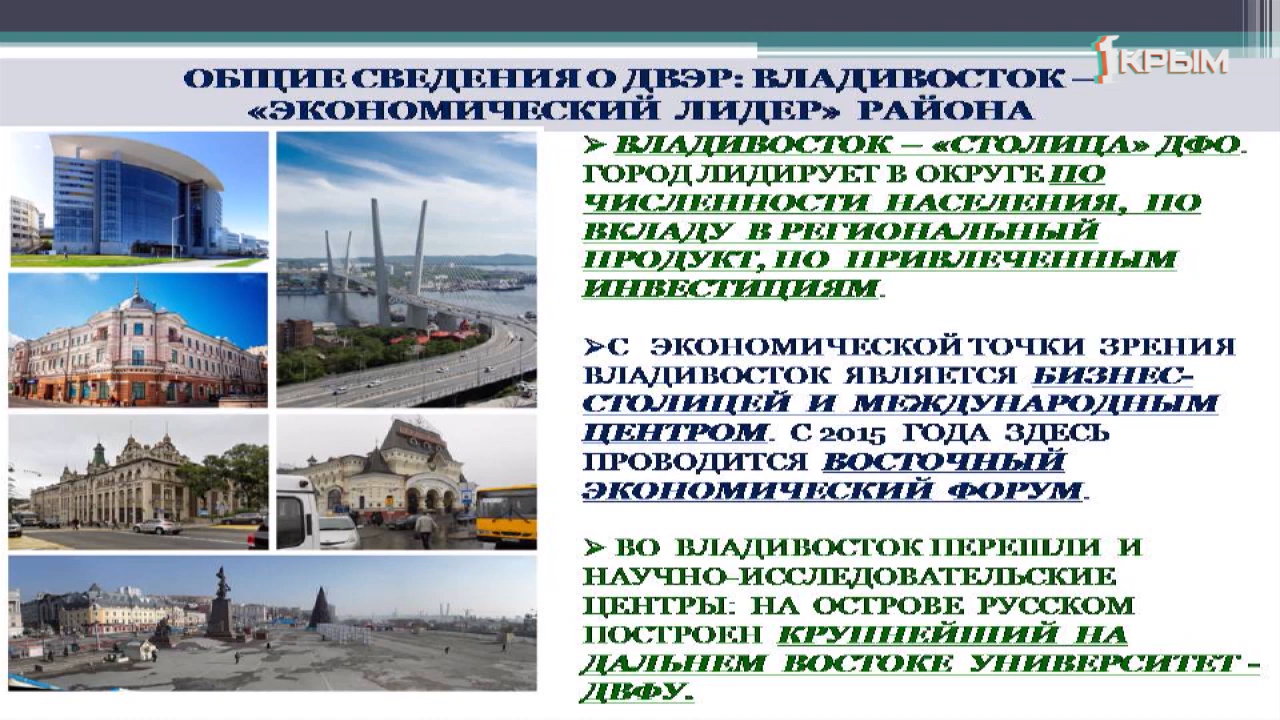 1КРЫМ
ОБЩИЕ СВЕДЕНИЯ О ДВЭР: ВЛАДИВОСТОК –
«ЭКОНОМИЧЕСКИЙ ЛИДЕР» РАЙОНА
➢ ВЛАДИВОСТОК – «СТОЛИЦА» ДФО.
ГОРОД ЛИДИРУЕТ В ОКРУГЕ ПО
ЧИСЛЕННОСТИ НАСЕЛЕНИЯ, ПО
ВКЛАДУ В РЕГИОНАЛЬНЫЙ
ПРОДУКТ, ПО ПРИВЛЕЧЕННЫМ
ИНВЕСТИЦИЯМ.
➢С ЭКОНОМИЧЕСКОЙ ТОЧКИ ЗРЕНИЯ
ВЛАДИВОСТОК ЯВЛЯЕТСЯ БИЗНЕС-
СТОЛИЦЕЙ И МЕЖДУНАРОДНЫМ
ЦЕНТРОМ. С 2015 ГОДА ЗДЕСЬ
ПРОВОДИТСЯ ВОСТОЧНЫЙ
ЭКОНОМИЧЕСКИЙ ФОРУМ.
➢ ВО ВЛАДИВОСТОК ПЕРЕШЛИ И
НАУЧНО-ИССЛЕДОВАТЕЛЬСКИЕ
ЦЕНТРЫ: НА ОСТРОВЕ РУССКОМ
ПОСТРОЕН КРУПНЕЙШИЙ НА
ДАЛЬНЕМ ВОСТОКЕ УНИВЕРСИТЕТ -
ДВФУ.